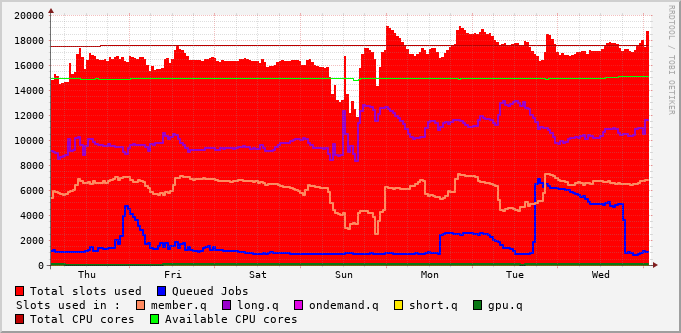 20000
18000
16000
14000
12000
10000
8000
6000
4000
2000
0
Thu Fri Sat Sun Mon Tue Wed
Total slots used Queued Jobs
Slots used in : member.q long.q ondemand.q short.q gpu.q
Total CPU cores Available CPU cores
RRDTOOL / TOBI OETIKER